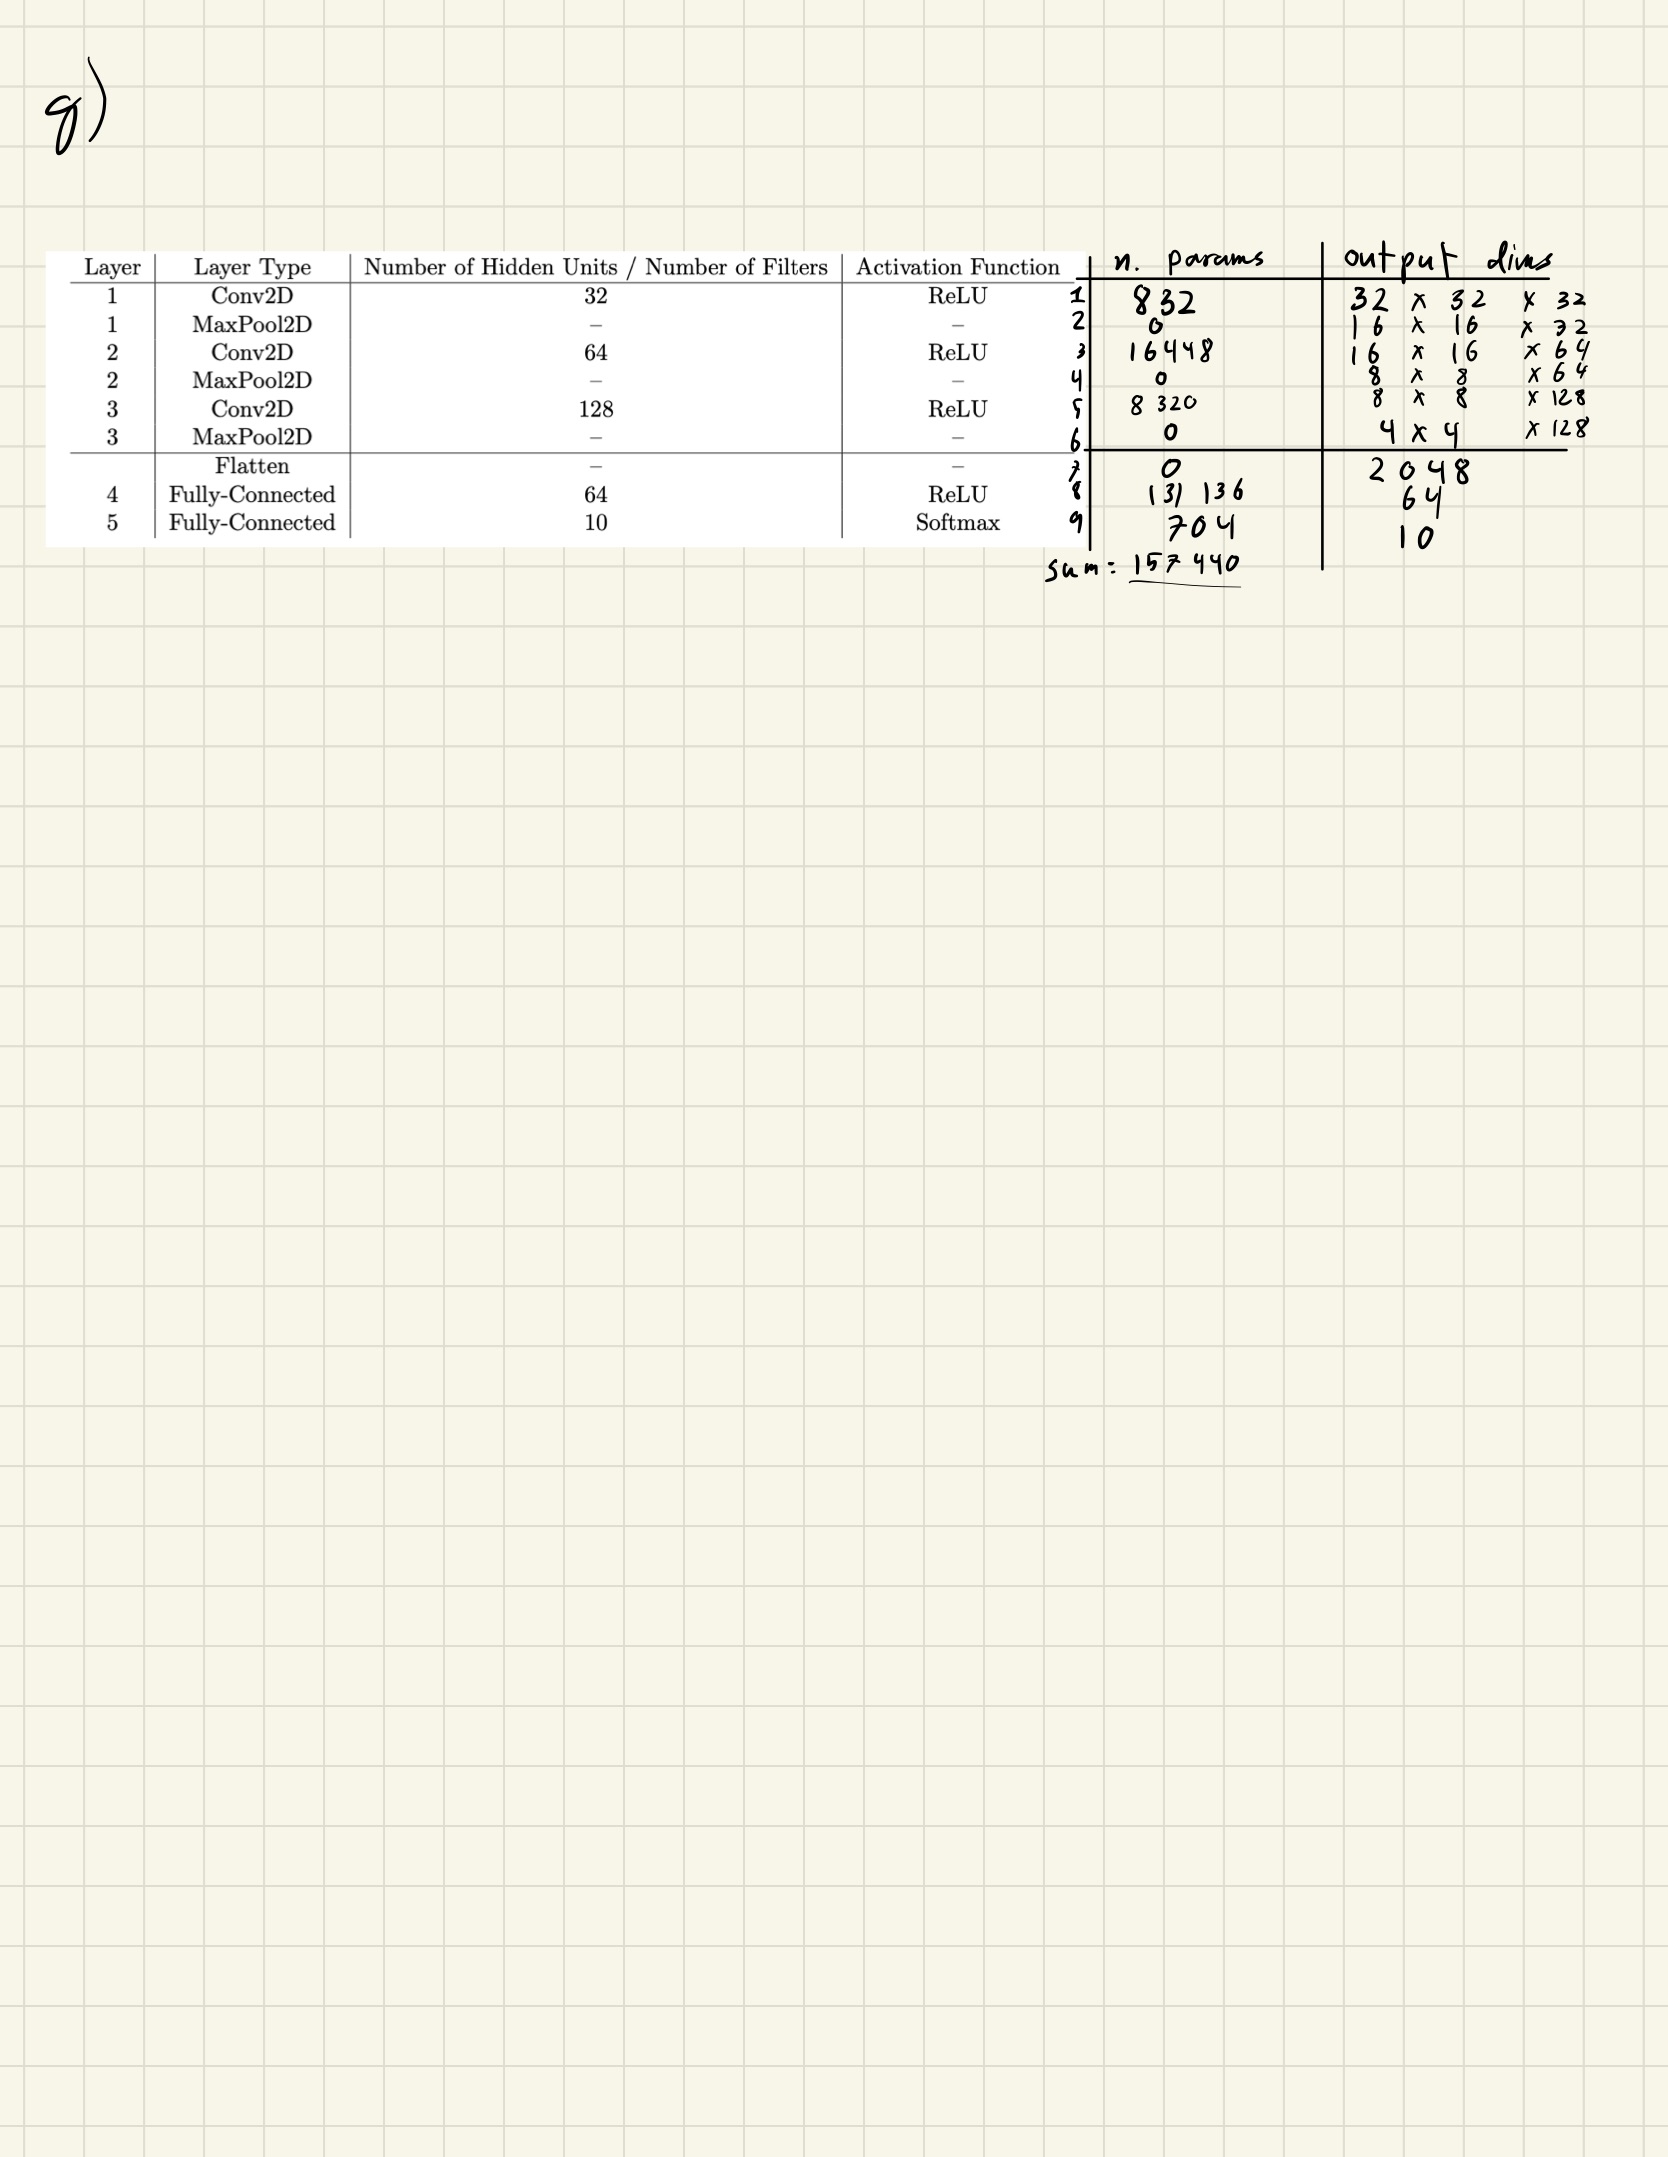 g)
Layer Layer Type Number of Hidden Units / Number of Filters Activation Function n. params output dims
1 Conv2D 32 ReLU 1 832 32 x 32 x 32
1 MaxPool2D – – 2 0 16 x 16 x 32
2 Conv2D 64 ReLU 3 16448 16 x 16 x 64
2 MaxPool2D – – 4 0 8 x 8 x 64
3 Conv2D 128 ReLU 5 8 320 8 x 8 x 128
3 MaxPool2D – – 6 0 4 x 4 x 128
Flatten – – 7 0 2048
4 Fully-Connected 64 ReLU 8 131 136 64
5 Fully-Connected 10 Softmax 9 704 10
sum: 157 440